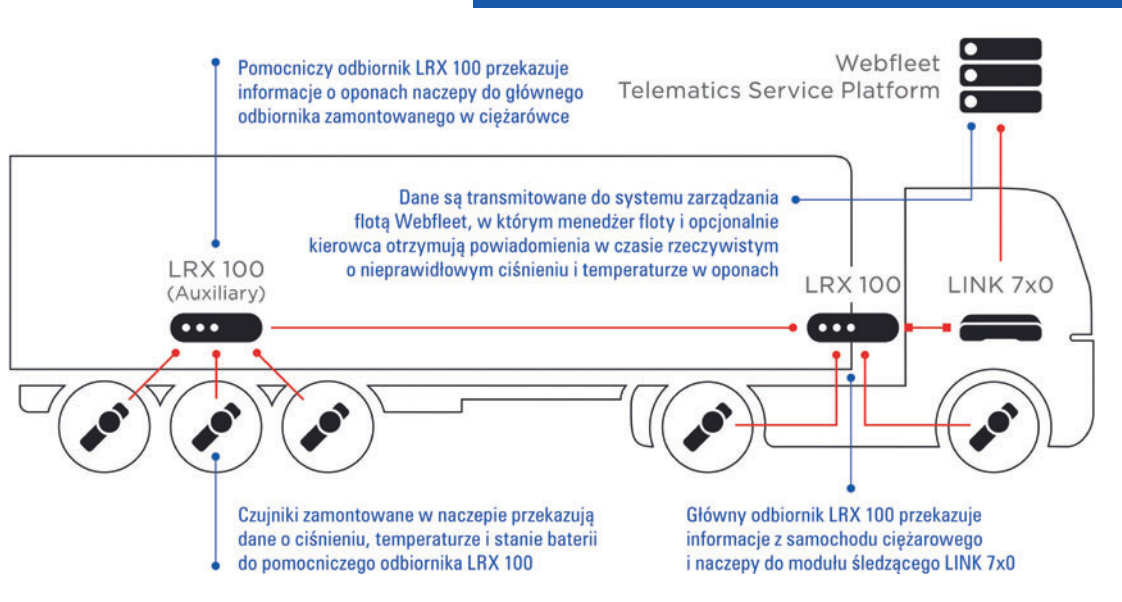 Pomocniczy odbiornik LRX 100 przekazuje
informacje o oponach naczepy do głównego
odbiornika zamontowanego w ciężarówce
Webfleet
Telematics Service Platform
Dane są transmitowane do systemu zarządzania
flotą Webfleet, w którym menedżer floty i opcjonalnie
kierowca otrzymują powiadomienia w czasie rzeczywistym
o nieprawidłowym ciśnieniu i temperaturze w oponach
LRX 100
(Auxiliary)
LRX 100
LINK 7x0
Czujniki zamontowane w naczepie przekazują
dane o ciśnieniu, temperaturze i stanie baterii
do pomocniczego odbiornika LRX 100
Główny odbiornik LRX 100 przekazuje
informacje z samochodu ciężarowego
i naczepy do modułu śledzącego LINK 7x0